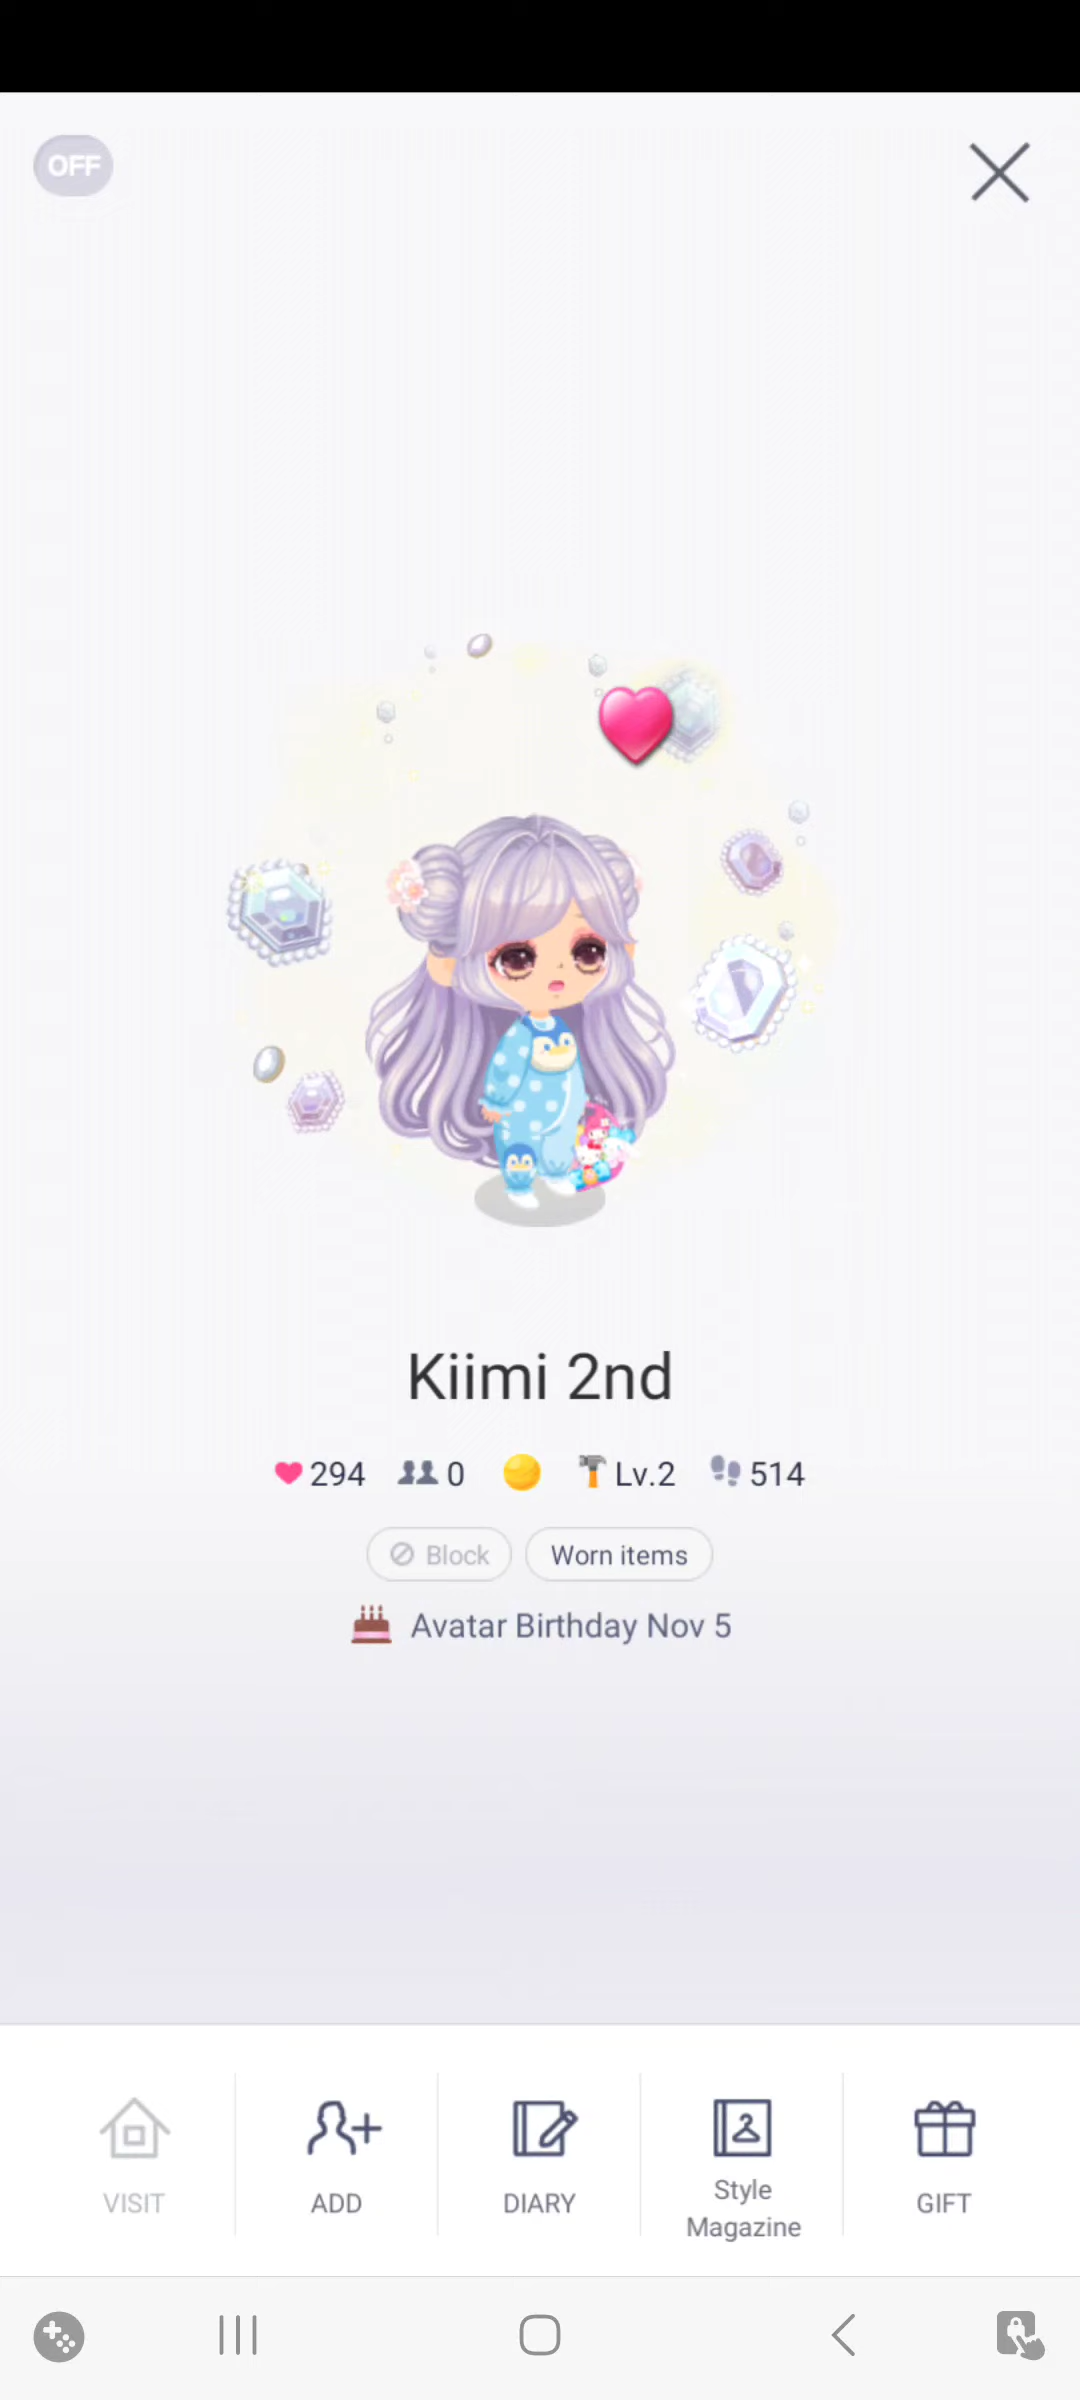 OFF
Kiimi 2nd
294 0 Lv.2 514
Block Worn items
Avatar Birthday Nov 5
VISIT ADD DIARY Style Magazine GIFT